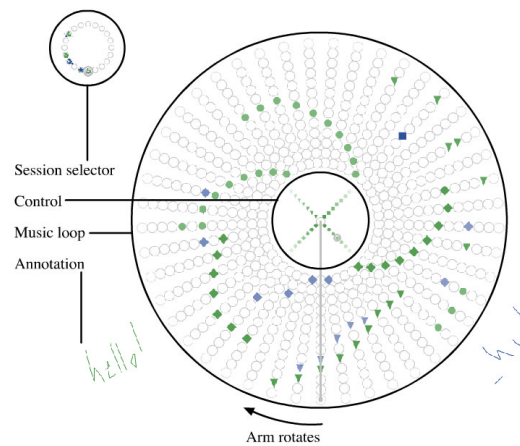 Session selector
Control
Music loop
Annotation
hello!
Arm rotates